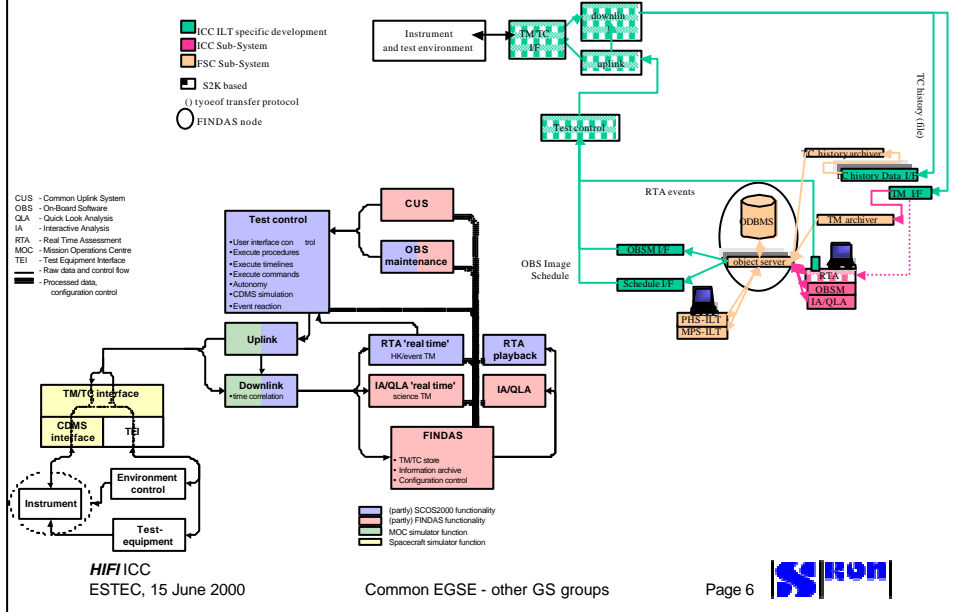 ICC ILT specific development
ICC Sub-System
FSC Sub-System
S2K based
() tyoeof transfer protocol
FINDAS node
Instrument
and test environment
TM/TC
I/F
downlin
uplink
Test control
TC history (file)
TC history archiver
TC history Data I/F
TM I/F
TM archiver
RTA events
ODBMS
OBSM I/F
object server
OBS Image
Schedule
Schedule I/F
RTA
OBSM
IA/QLA
PHS-ILT
MPS-ILT
CUS - Common Uplink System
OBS - On-Board Software
QLA - Quick Look Analysis
IA - Interactive Analysis
RTA - Real Time Assessment
MOC - Mission Operations Centre
TEI - Test Equipment Interface
- Raw data and control flow
- Processed data,
configuration control
Test control
•User interface con trol
•Execute procedures
•Execute timelines
•Execute commands
•Autonomy
•CDMS simulation
•Event reaction
CUS
OBS
maintenance
Uplink
Downlink
•time correlation
RTA 'real time'
HK/event TM
RTA
playback
IA/QLA 'real time'
science TM
IA/QLA
FINDAS
• TM/TC store
• Information archive
• Configuration control
TM/TC interface
CDMS
interface
TEI
Instrument
Environment
control
Test-
equipment
(partly) SCOS2000 functionality
(partly) FINDAS functionality
MOC simulator function
Spacecraft simulator function
HIFI ICC
ESTEC, 15 June 2000
Common EGSE - other GS groups
Page 6
SRON